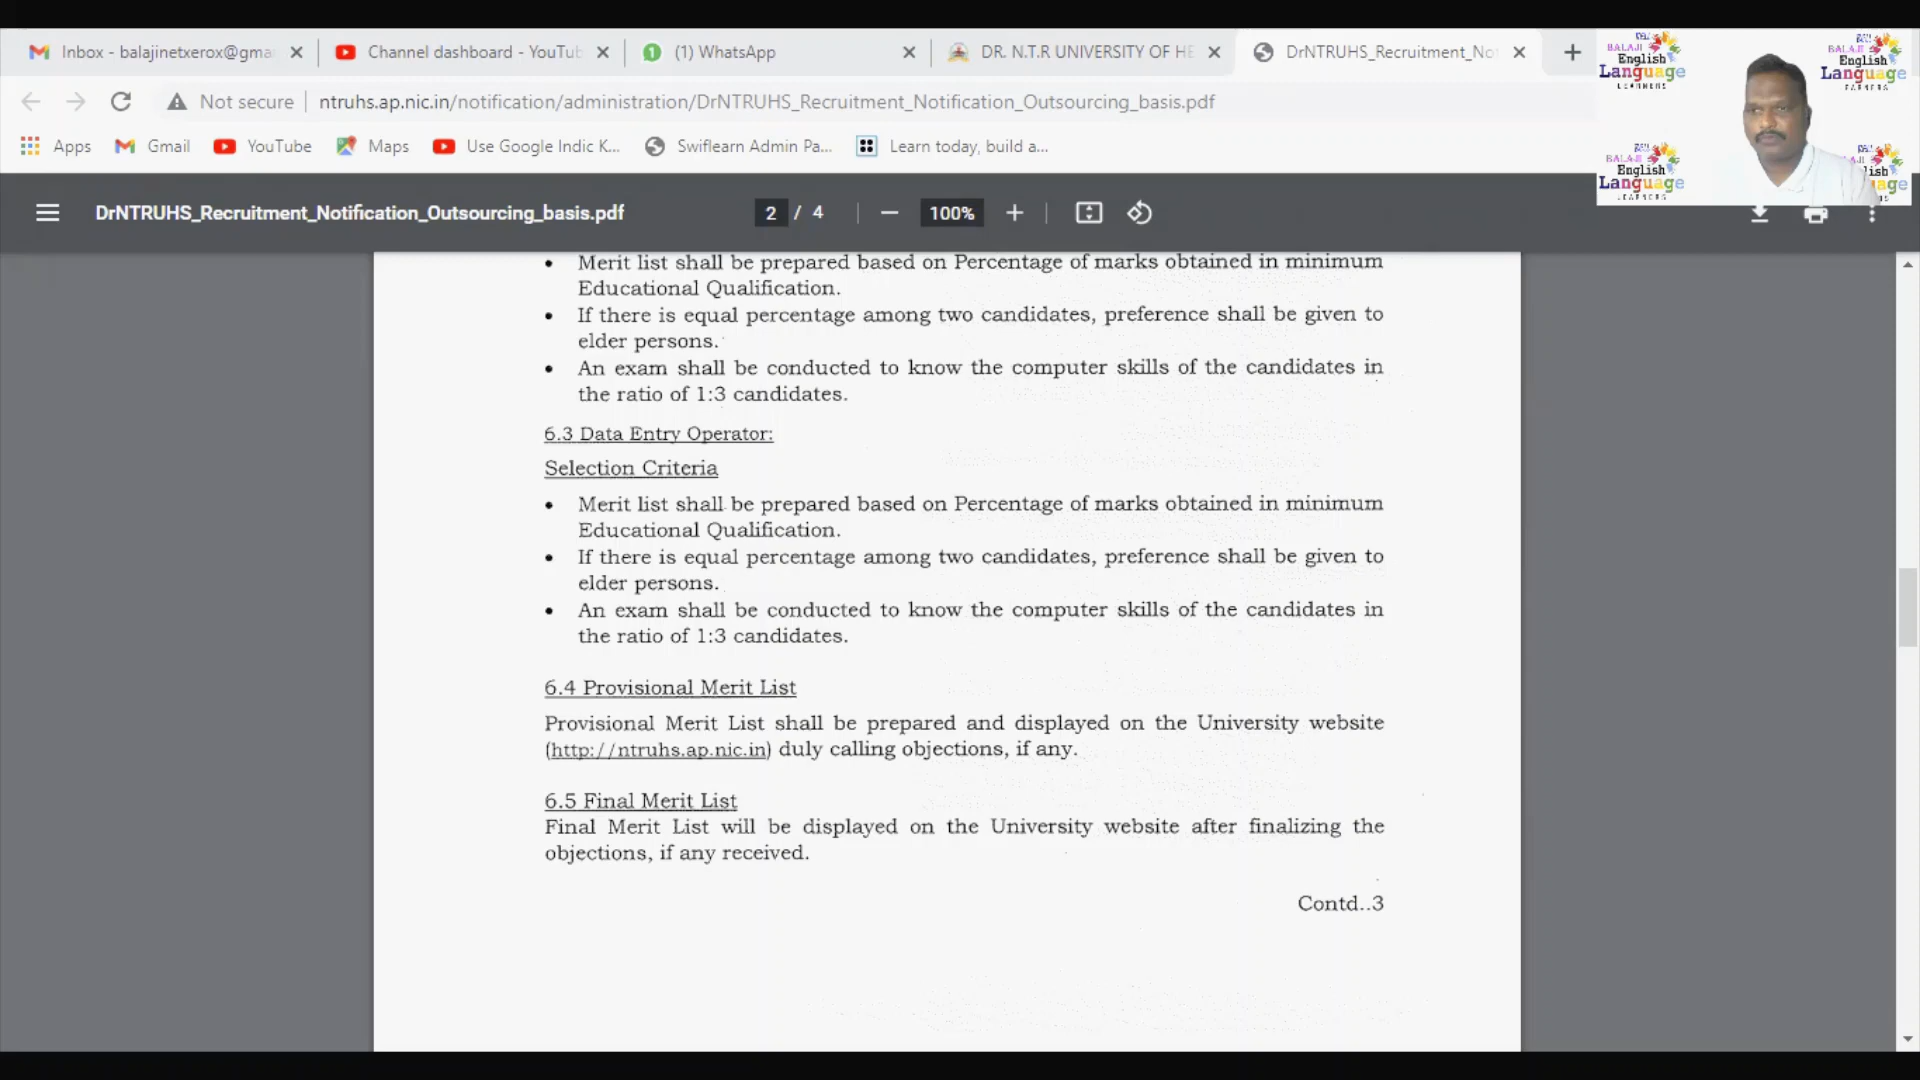 Inbox - balajinetxerox@gma
Channel dashboard - YouTub
(1) WhatsApp
DR. N.T.R UNIVERSITY OF HE
DrNTRUHS_Recruitment_Not
Not secure
ntruhs.ap.nic.in/notification/administration/DrNTRUHS_Recruitment_Notification_Outsourcing_basis.pdf
Apps
Gmail
YouTube
Maps
Use Google Indic K...
Swiflearn Admin Pa...
Learn today, build a...
BALAJI
English
Language
LEARNERS
BALAJI
English
Language
BALAJI
English
Language
LEARNERS
DrNTRUHS_Recruitment_Notification_Outsourcing_basis.pdf
2 / 4
100%
• Merit list shall be prepared based on Percentage of marks obtained in minimum
Educational Qualification.
• If there is equal percentage among two candidates, preference shall be given to
elder persons.
• An exam shall be conducted to know the computer skills of the candidates in
the ratio of 1:3 candidates.
6.3 Data Entry Operator:
Selection Criteria
• Merit list shall be prepared based on Percentage of marks obtained in minimum
Educational Qualification.
• If there is equal percentage among two candidates, preference shall be given to
elder persons.
• An exam shall be conducted to know the computer skills of the candidates in
the ratio of 1:3 candidates.
6.4 Provisional Merit List
Provisional Merit List shall be prepared and displayed on the University website
(http://ntruhs.ap.nic.in) duly calling objections, if any.
6.5 Final Merit List
Final Merit List will be displayed on the University website after finalizing the
objections, if any received.
Contd..3